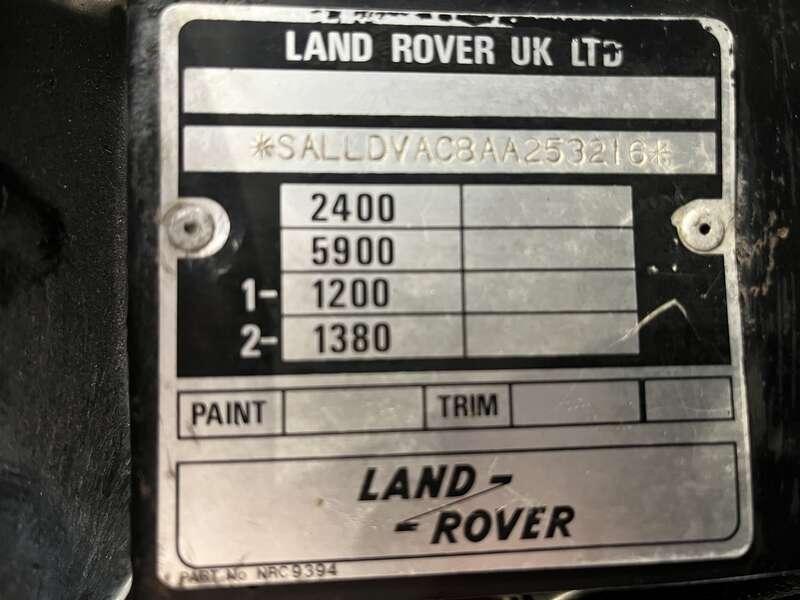 LAND ROVER UK LTD
*SALLDVAC8AA253216*
2400
5900
1- 1200
2- 1380
PAINT TRIM
LAND -
- ROVER
PART No NRC9394